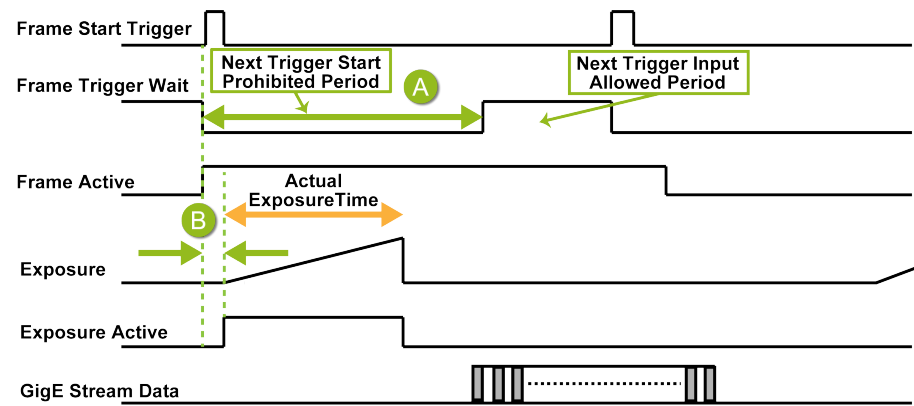 Frame Start Trigger
Next Trigger Start
Prohibited Period
A
Next Trigger Input
Allowed Period
Frame Trigger Wait
Frame Active
Actual
ExposureTime
B
Exposure
Exposure Active
GigE Stream Data